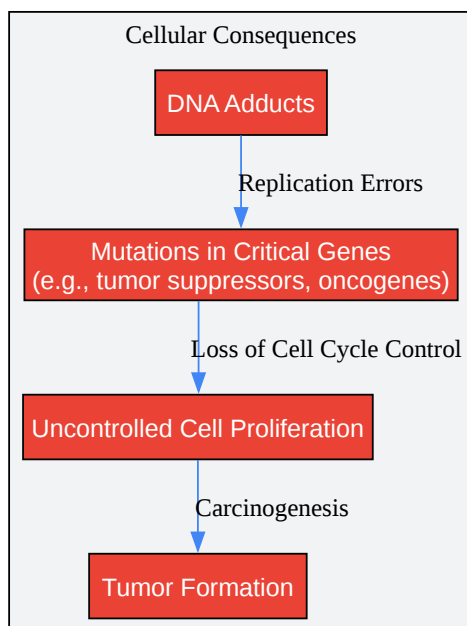 Cellular Consequences
DNA Adducts
Replication Errors
Mutations in Critical Genes
(e.g., tumor suppressors, oncogenes)
Loss of Cell Cycle Control
Uncontrolled Cell Proliferation
Carcinogenesis
Tumor Formation